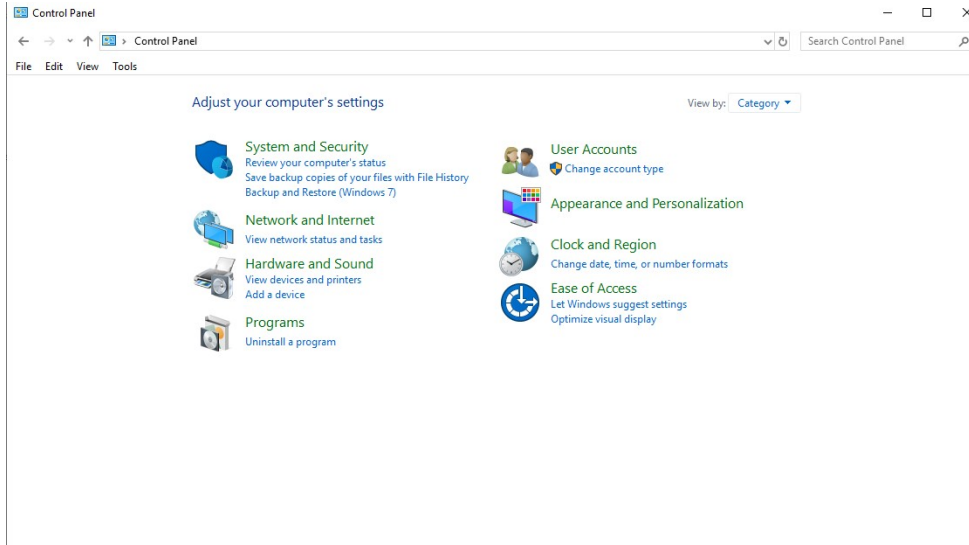 Control Panel
Control Panel
Search Control Panel
File Edit View Tools
Adjust your computer's settings
View by: Category
System and Security
Review your computer's status
Save backup copies of your files with File History
Backup and Restore (Windows 7)
Network and Internet
View network status and tasks
Hardware and Sound
View devices and printers
Add a device
Programs
Uninstall a program
User Accounts
Change account type
Appearance and Personalization
Clock and Region
Change date, time, or number formats
Ease of Access
Let Windows suggest settings
Optimize visual display